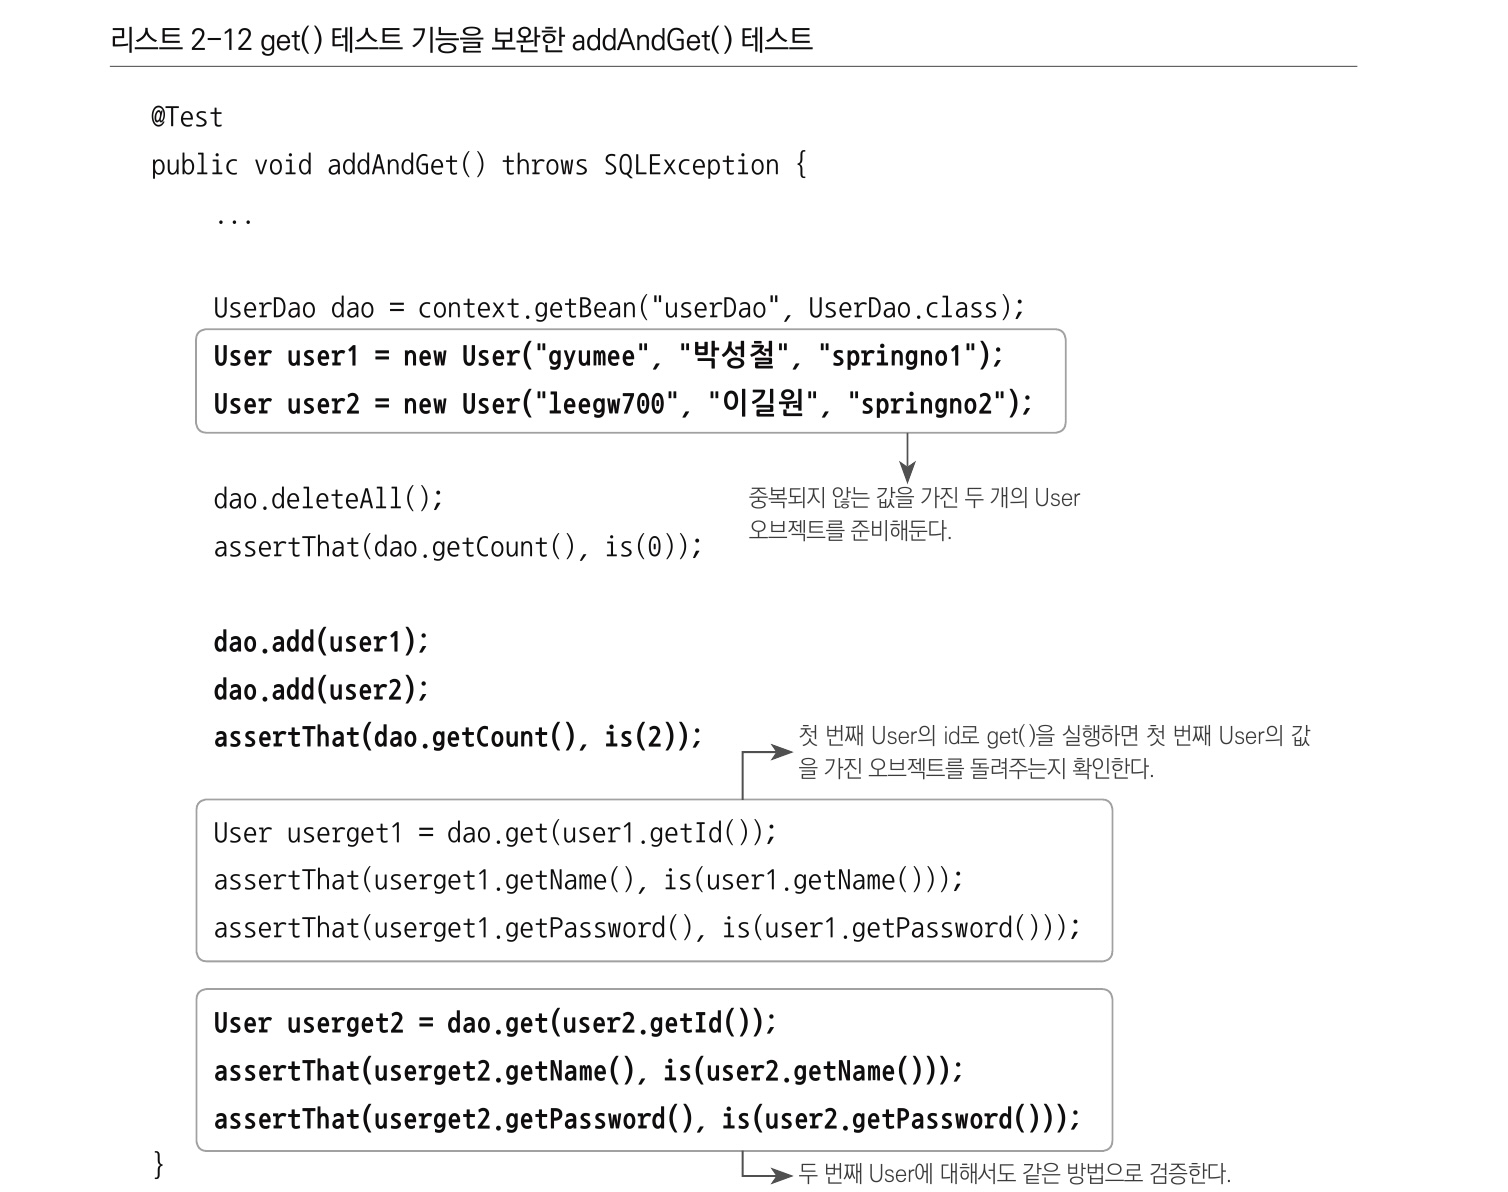 리스트 2-12 get() 테스트 기능을 보완한 addAndGet() 테스트
@Test
public void addAndGet() throws SQLException {
...
UserDao dao = context.getBean("userDao", UserDao.class);
User user1 = new User("gyumee", "박성철", "springno1");
User user2 = new User("leegw700", "이길원", "springno2");
중복되지 않는 값을 가진 두 개의 User
오브젝트를 준비해둔다.
dao.deleteAll();
assertThat(dao.getCount(), is(0));
dao.add(user1);
dao.add(user2);
assertThat(dao.getCount(), is(2));
첫 번째 User의 id로 get()을 실행하면 첫 번째 User의 값
을 가진 오브젝트를 돌려주는지 확인한다.
User userget1 = dao.get(user1.getId());
assertThat(userget1.getName(), is(user1.getName()));
assertThat(userget1.getPassword(), is(user1.getPassword()));
User userget2 = dao.get(user2.getId());
assertThat(userget2.getName(), is(user2.getName()));
assertThat(userget2.getPassword(), is(user2.getPassword()));
}
두 번째 User에 대해서도 같은 방법으로 검증한다.